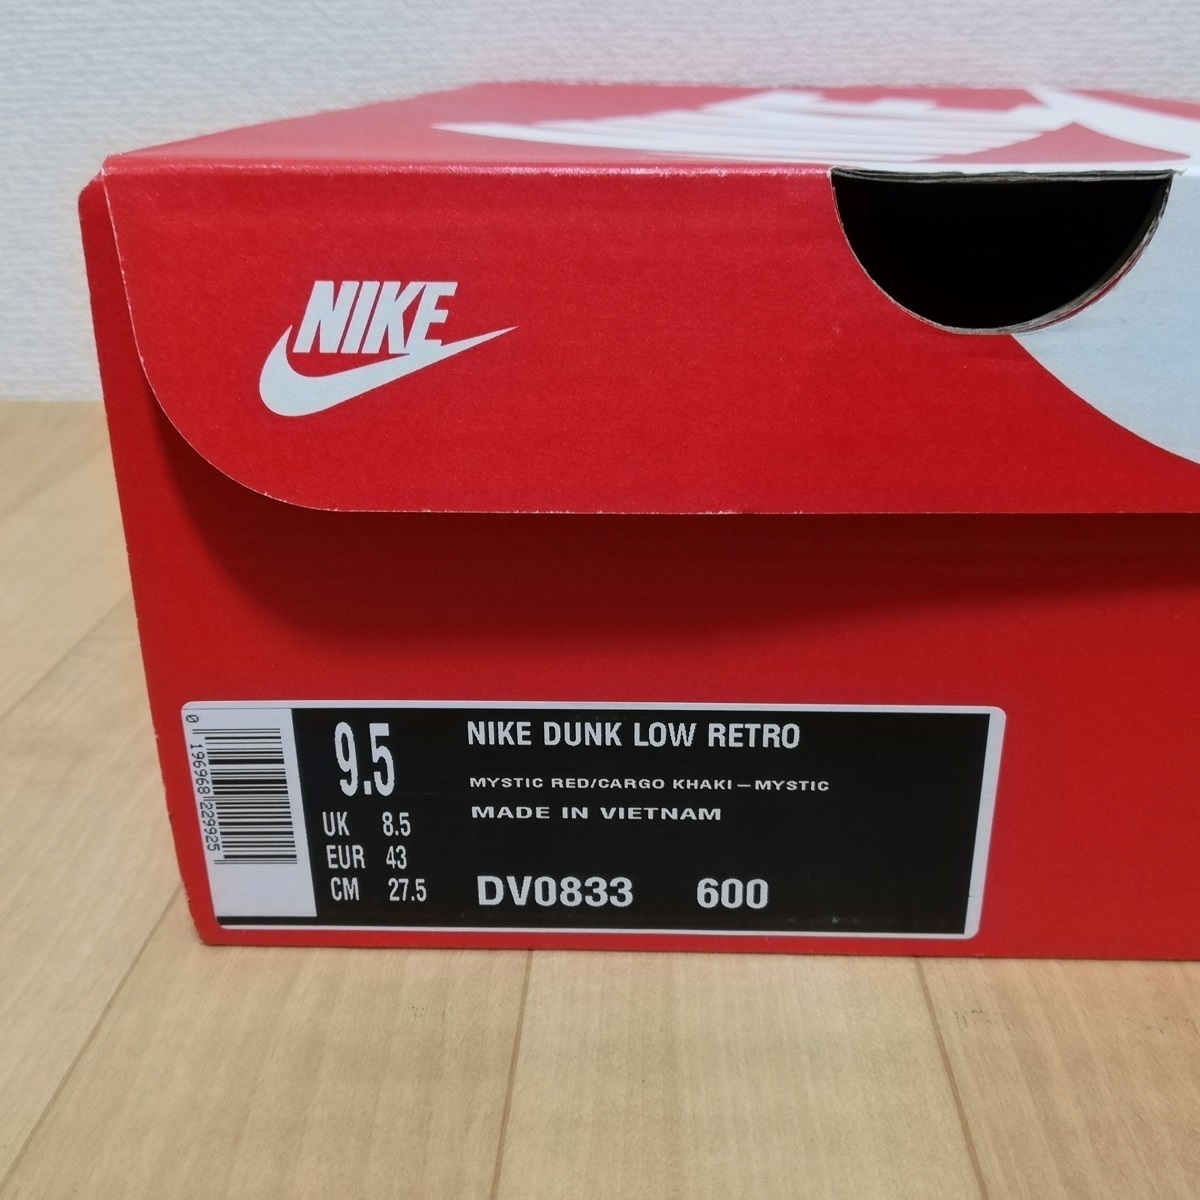 NIKE
0 196968 229925
9.5
UK 8.5
EUR 43
CM 27.5
NIKE DUNK LOW RETRO
MYSTIC RED/CARGO KHAKI-MYSTIC
MADE IN VIETNAM
DV0833 600